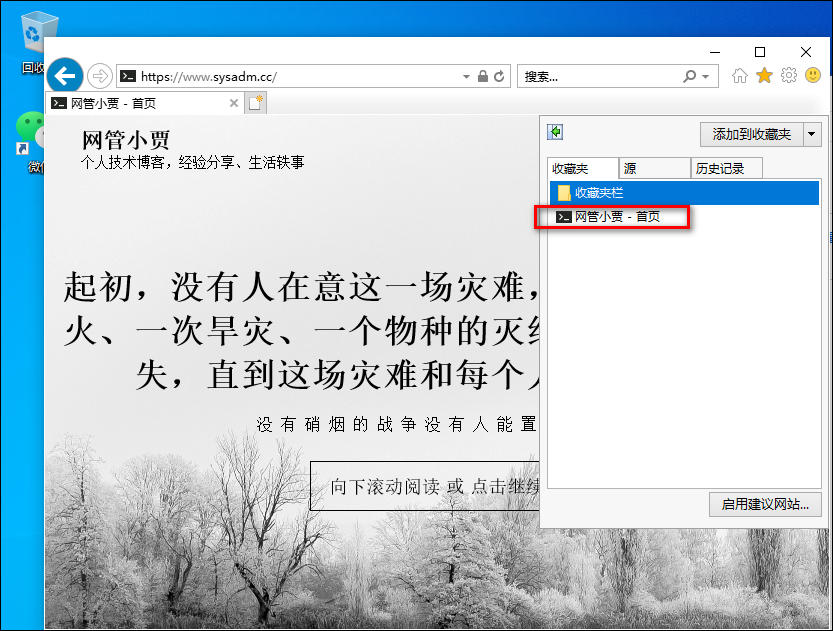 回收
微信
https://www.sysadm.cc/
搜索...
网管小贾 - 首页
网管小贾
个人技术博客，经验分享、生活轶事
起初，没有人在意这一场灾难，
火、一次旱灾、一个物种的灭绝
失，直到这场灾难和每个人
没有硝烟的战争没有人能置
向下滚动阅读 或 点击继续
添加到收藏夹
收藏夹
源
历史记录
收藏夹栏
网管小贾 - 首页
启用建议网站...